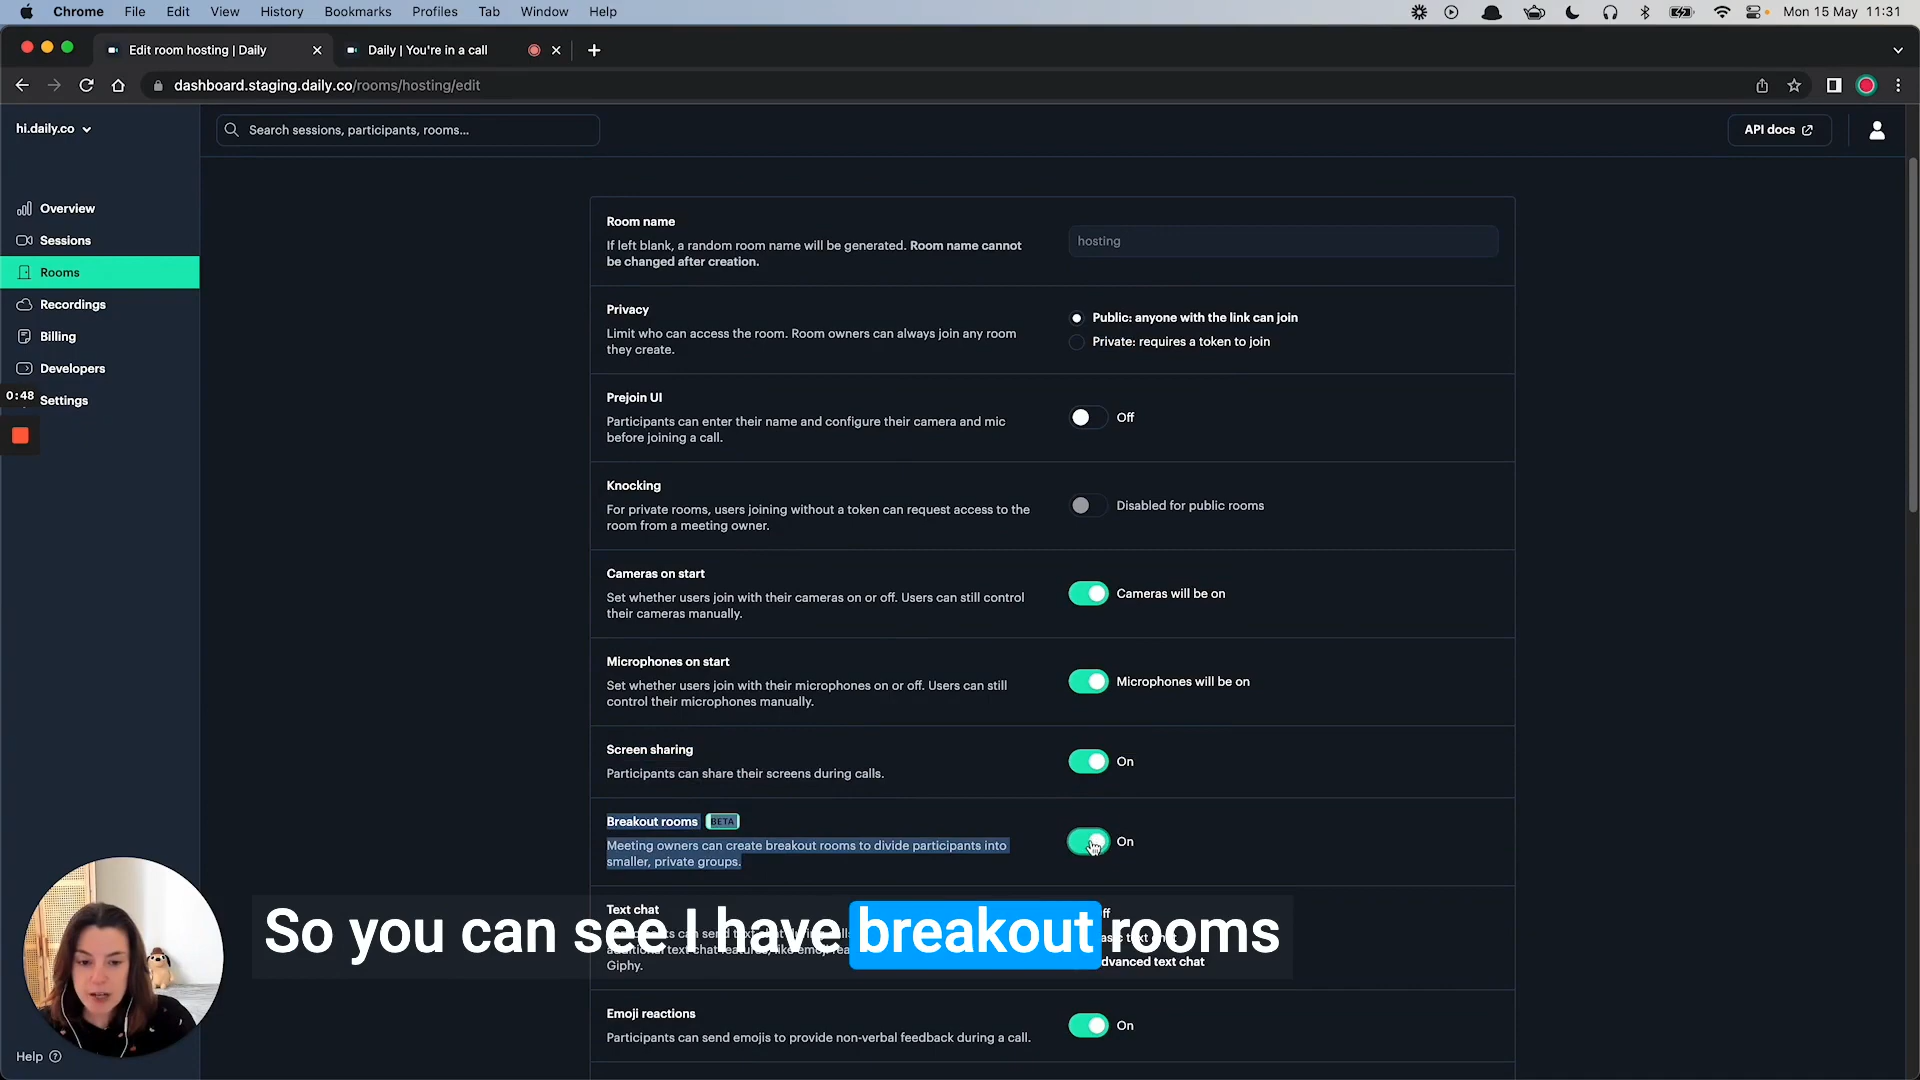 Chrome File Edit View History Bookmarks Profiles Tab Window Help
Mon 15 May 11:31
Edit room hosting | Daily
Daily | You're in a call
dashboard.staging.daily.co/rooms/hosting/edit
hi.daily.co
Search sessions, participants, rooms...
API docs
Overview
Sessions
Rooms
Recordings
Billing
Developers
0:48
Settings
Room name
If left blank, a random room name will be generated. Room name cannot
be changed after creation.
hosting
Privacy
Limit who can access the room. Room owners can always join any room
they create.
Public: anyone with the link can join
Private: requires a token to join
Prejoin UI
Participants can enter their name and configure their camera and mic
before joining a call.
Off
Knocking
For private rooms, users joining without a token can request access to the
room from a meeting owner.
Disabled for public rooms
Cameras on start
Set whether users join with their cameras on or off. Users can still control
their cameras manually.
Cameras will be on
Microphones on start
Set whether users join with their microphones on or off. Users can still
control their microphones manually.
Microphones will be on
Screen sharing
Participants can share their screens during calls.
On
Breakout rooms BETA
Meeting owners can create breakout rooms to divide participants into
smaller, private groups.
On
Text chat
Giphy.
text chat
So you can see I have breakout rooms
Emoji reactions
Participants can send emojis to provide non-verbal feedback during a call.
On
Help